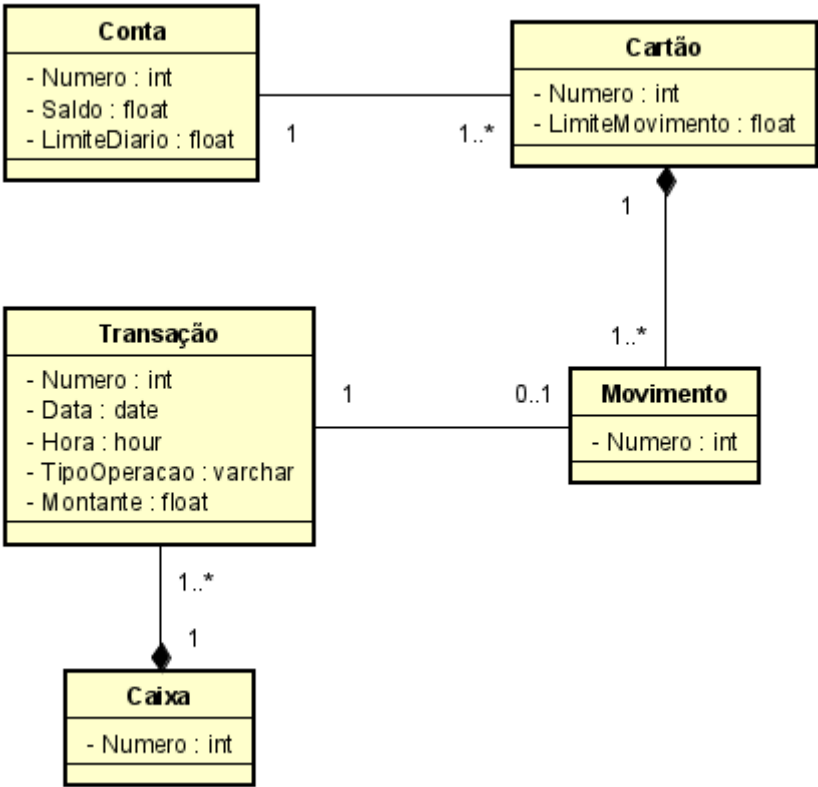 Conta
- Numero : int
- Saldo : float
- LimiteDiario : float
1
1..*
Cartão
- Numero : int
- LimiteMovimento : float
1
1..*
Transação
- Numero : int
- Data : date
- Hora : hour
- TipoOperacao : varchar
- Montante : float
1
0..1
Movimento
- Numero : int
1..*
1
Caixa
- Numero : int